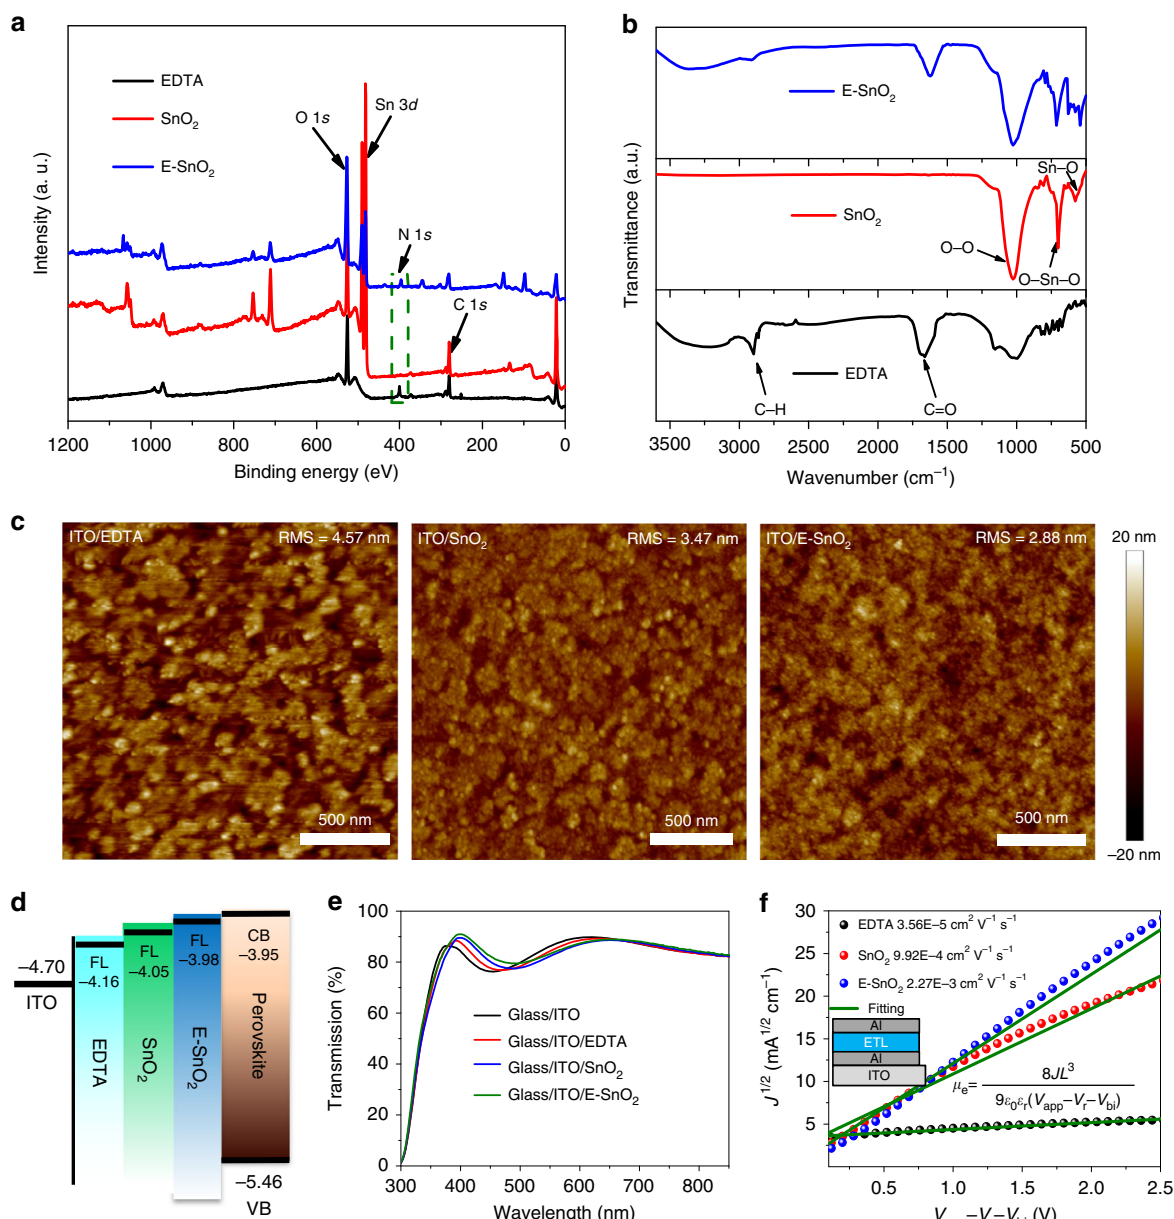 a
EDTA
SnO2
E-SnO2
O 1s
Sn 3d
N 1s
C 1s
Intensity (a. u.)
1200 1000 800 600 400 200 0
Binding energy (eV)
b
E-SnO2
Sn–O
SnO2
O–O
O–Sn–O
EDTA
C–H
C=O
Transmittance (a.u.)
3500 3000 2500 2000 1500 1000 500
Wavenumber (cm−1)
c
ITO/EDTA RMS = 4.57 nm
500 nm
ITO/SnO2 RMS = 3.47 nm
500 nm
ITO/E-SnO2 RMS = 2.88 nm
500 nm
20 nm
−20 nm
d
−4.70
ITO
FL
−4.16
EDTA
FL
−4.05
SnO2
FL
−3.98
E-SnO2
CB
−3.95
Perovskite
−5.46
VB
e
100
80
60
40
20
0
Transmission (%)
Glass/ITO
Glass/ITO/EDTA
Glass/ITO/SnO2
Glass/ITO/E-SnO2
300 400 500 600 700 800
Wavelength (nm)
f
30
25
20
15
10
5
J1/2 (mA1/2 cm−1)
EDTA 3.56E−5 cm2 V−1 s−1
SnO2 9.92E−4 cm2 V−1 s−1
E-SnO2 2.27E−3 cm2 V−1 s−1
Fitting
Al
ETL
Al
ITO
μe= 8JL3
9ε0εr(Vapp−Vr−Vbi)
0.5 1.0 1.5 2.0 2.5